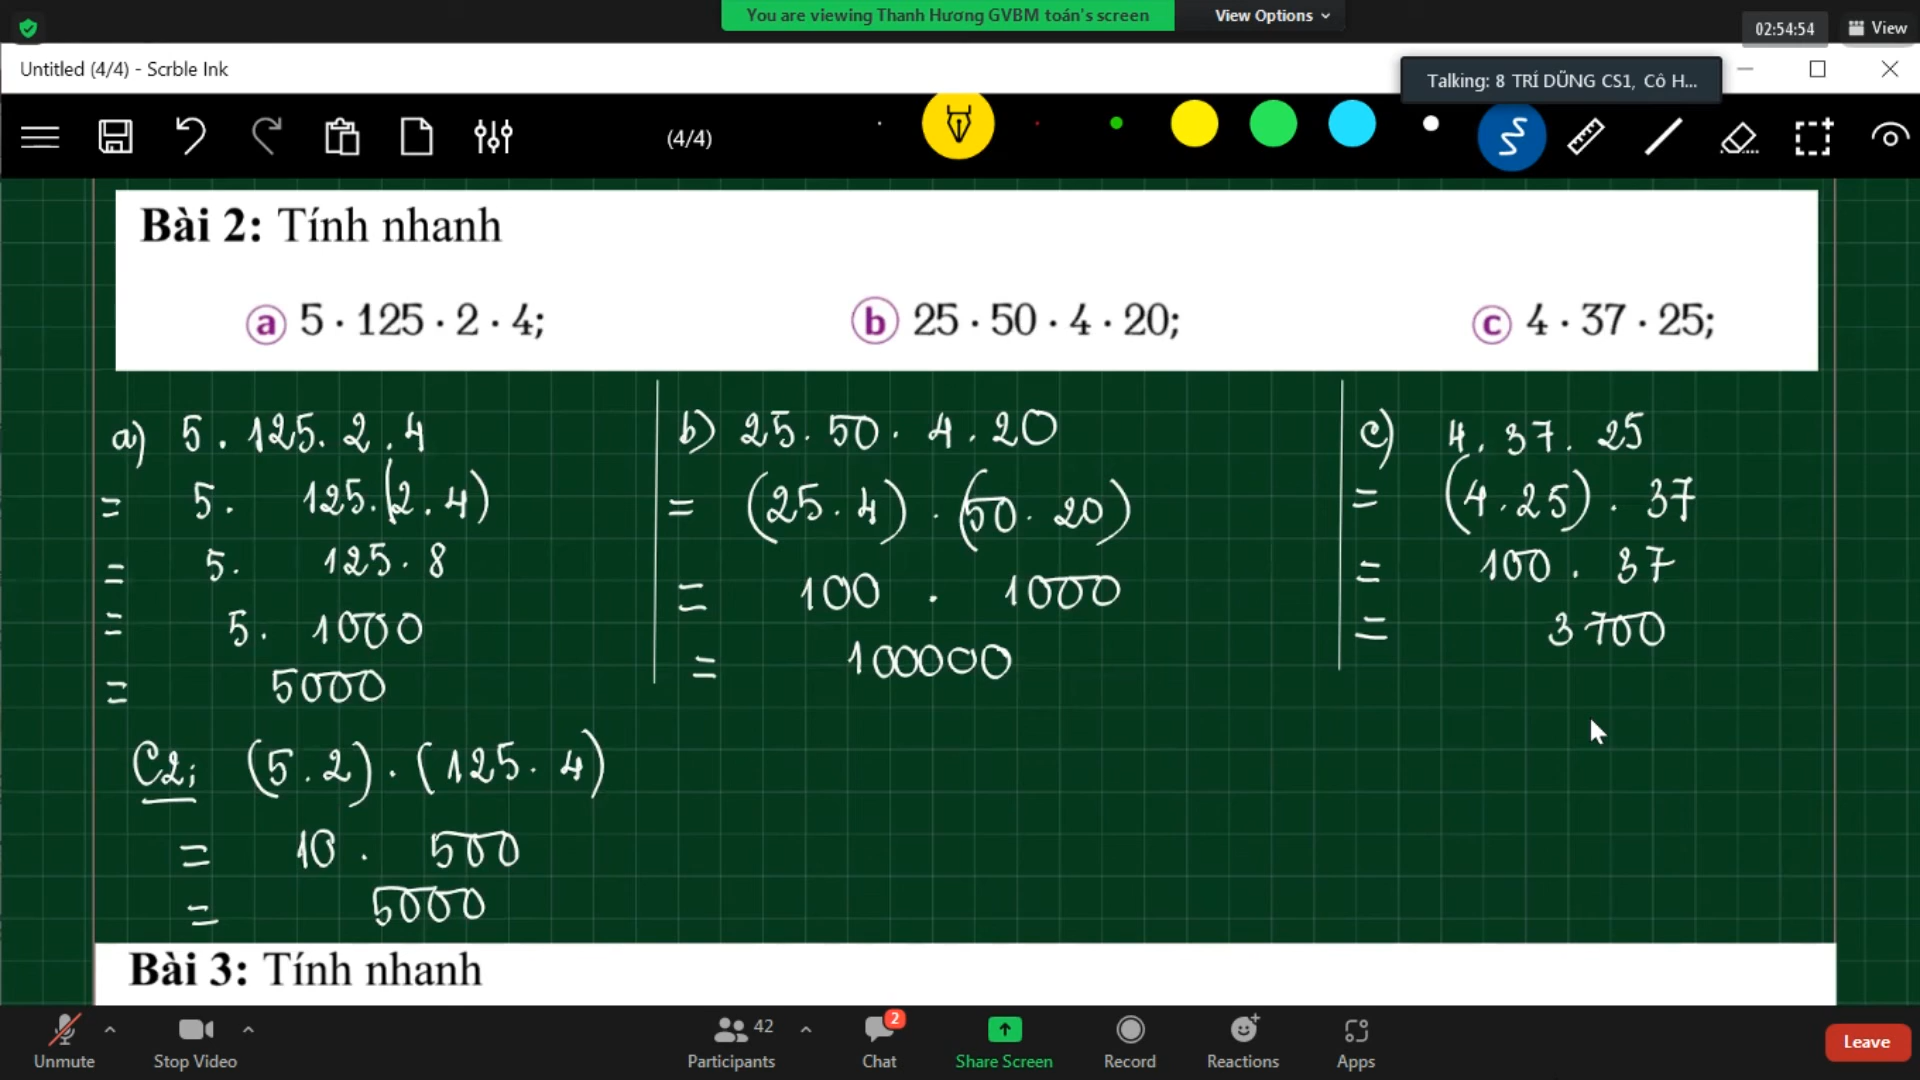 You are viewing Thanh Hương GVBM toán's screen
View Options
02:54:54
View
Untitled (4/4) - Scrble Ink
Talking: 8 TRÍ DŨNG CS1, Cô H...
(4/4)
Bài 2: Tính nhanh
a 5 · 125 · 2 · 4;
b 25 · 50 · 4 · 20;
c 4 · 37 · 25;
a) 5 . 125 . 2 . 4
= 5 . 125 . (2 . 4)
= 5 . 125 . 8
= 5 . 1000
= 5000
C2; (5 . 2) . (125 . 4)
= 10 . 500
= 5000
b) 25 . 50 . 4 . 20
= (25 . 4) . (50 . 20)
= 100 . 1000
= 100000
c) 4 . 37 . 25
= (4 . 25) . 37
= 100 . 37
= 3700
Bài 3: Tính nhanh
Unmute
Stop Video
42
Participants
2
Chat
Share Screen
Record
Reactions
Apps
Leave